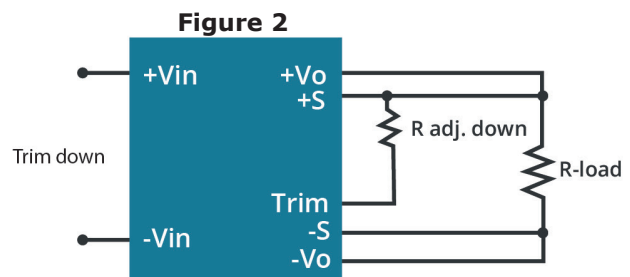 Figure 2
+Vin
+Vo
+S
R adj. down
Trim down
R-load
Trim
-Vin
-S
-Vo